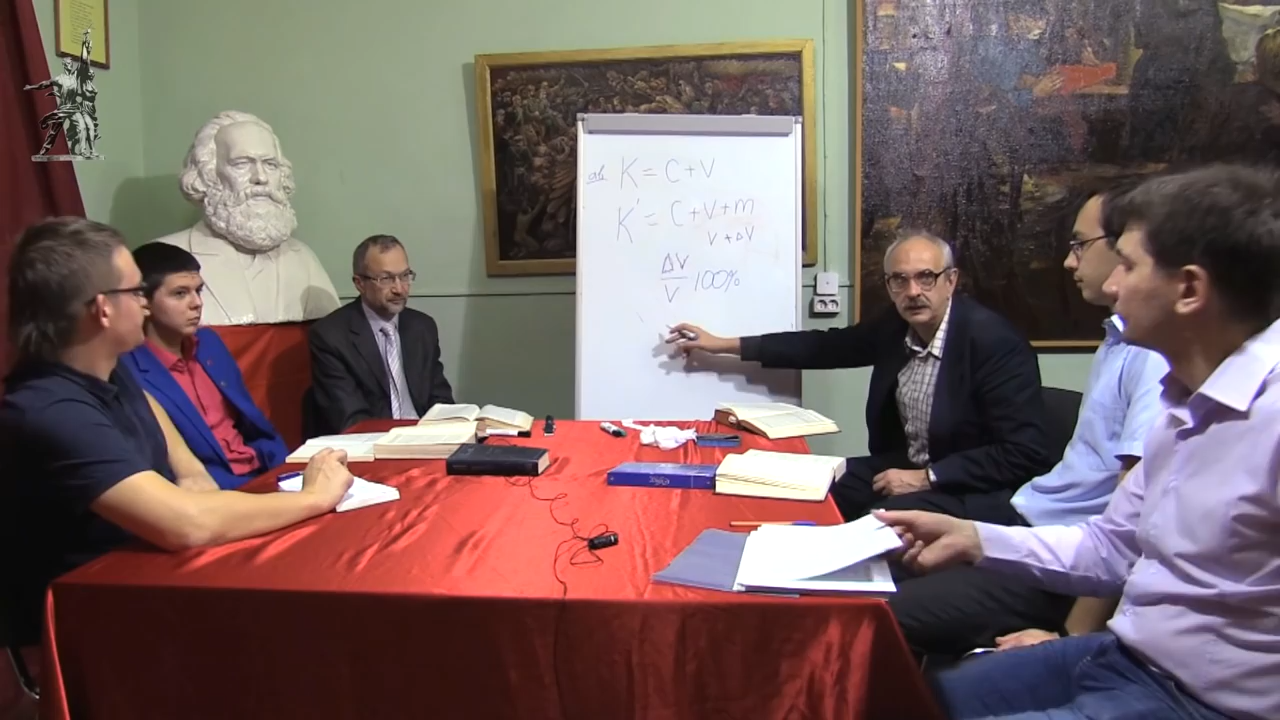 K = C + V
K' = C + V + m
V + ΔV
ΔV
V
100%